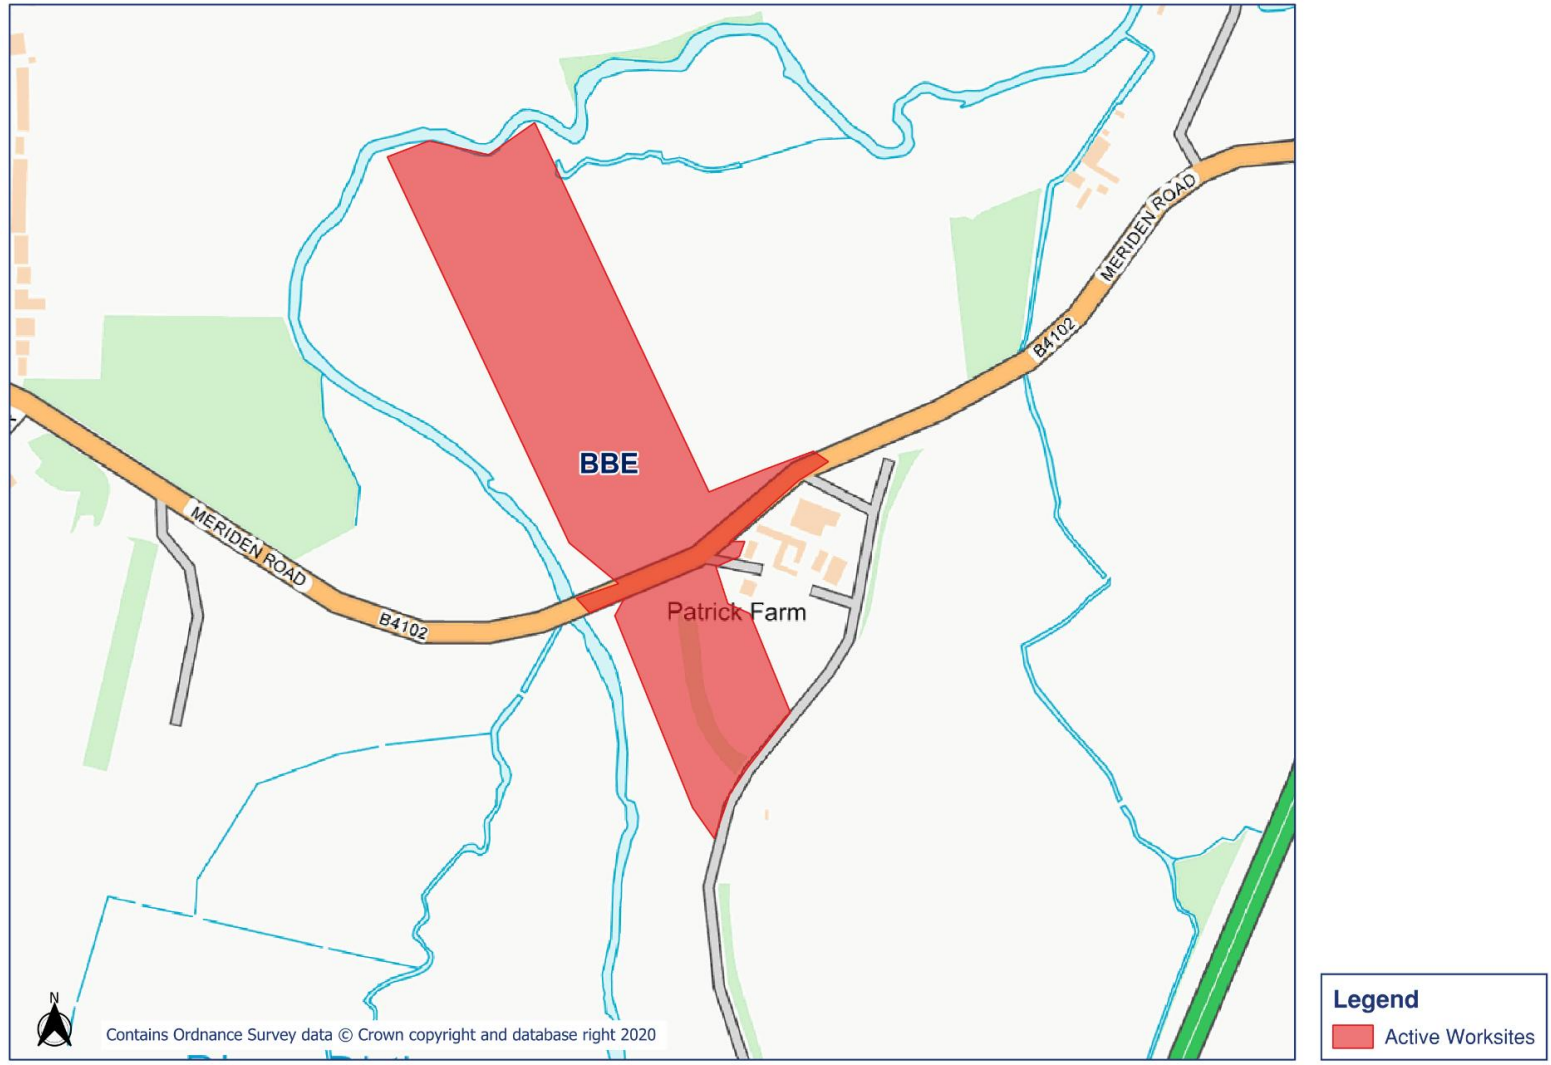 MERIDEN ROAD
B4102
BBE
MERIDEN ROAD
B4102
Patrick Farm
N
Contains Ordnance Survey data © Crown copyright and database right 2020
Legend
Active Worksites